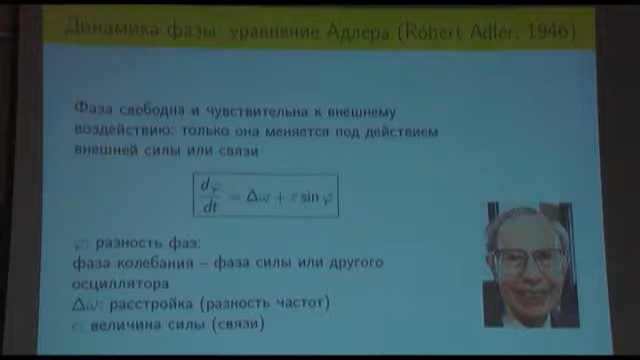 Динамика фазы: уравнение Адлера (Robert Adler, 1946)
Фаза свободна и чувствительна к внешнему
воздействию: только она меняется под действием
внешней силы или связи
dφ/dt = Δω + ε sin φ
φ: разность фаз:
фаза колебания – фаза силы или другого
осциллятора
Δω: расстройка (разность частот)
ε: величина силы (связи)